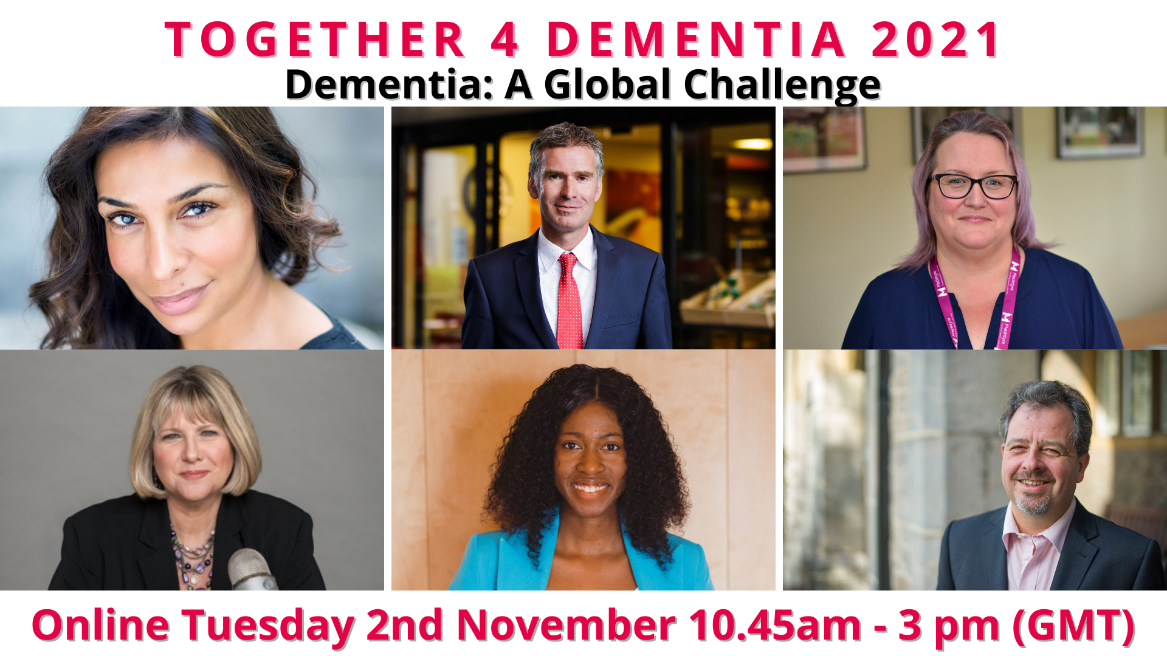 TOGETHER 4 DEMENTIA 2021
Dementia: A Global Challenge
Online Tuesday 2nd November 10.45am - 3 pm (GMT)